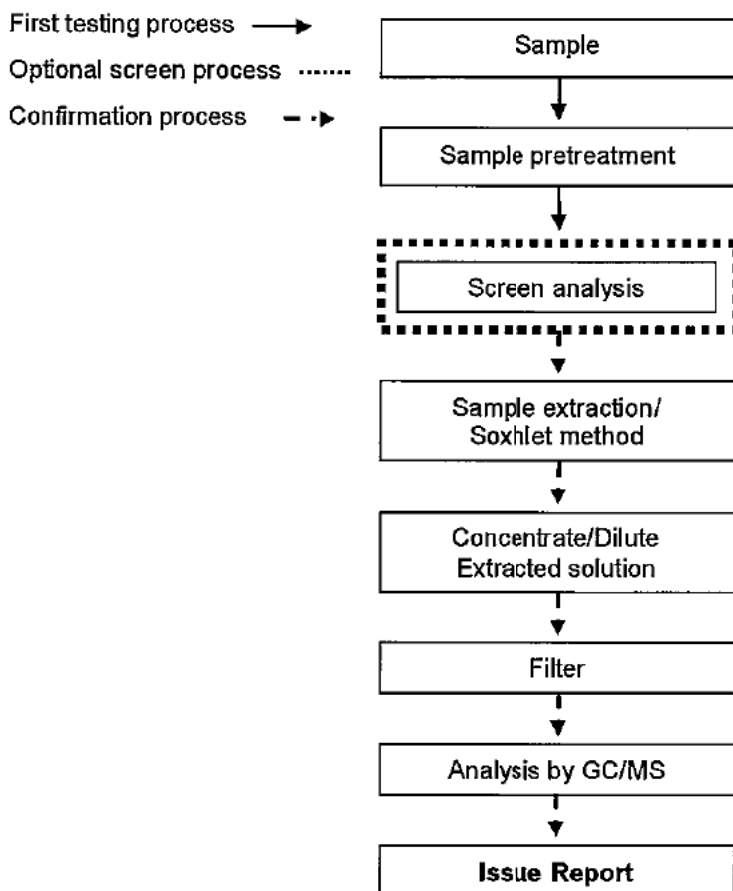 First testing process
Optional screen process
Confirmation process
Sample
Sample pretreatment
Screen analysis
Sample extraction/
Soxhlet method
Concentrate/Dilute
Extracted solution
Filter
Analysis by GC/MS
Issue Report